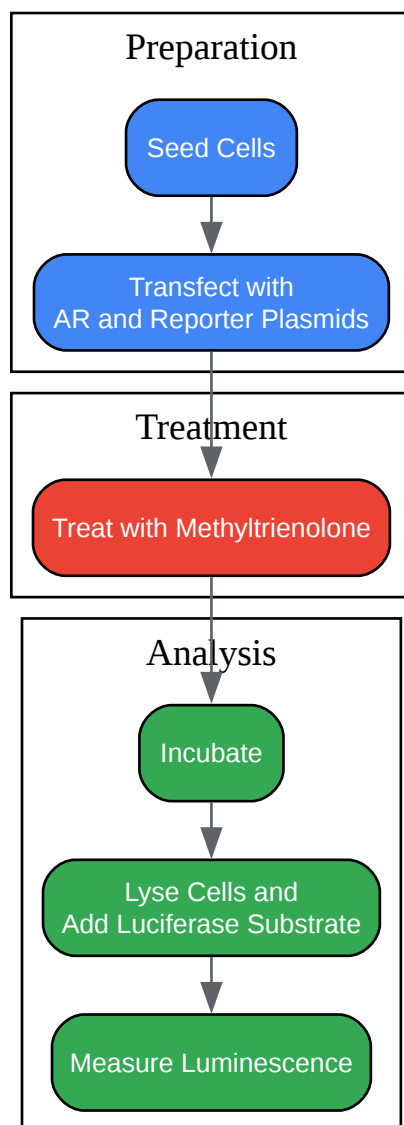 Preparation
Seed Cells
Transfect with
AR and Reporter Plasmids
Treatment
Treat with Methyltrienolone
Analysis
Incubate
Lyse Cells and
Add Luciferase Substrate
Measure Luminescence